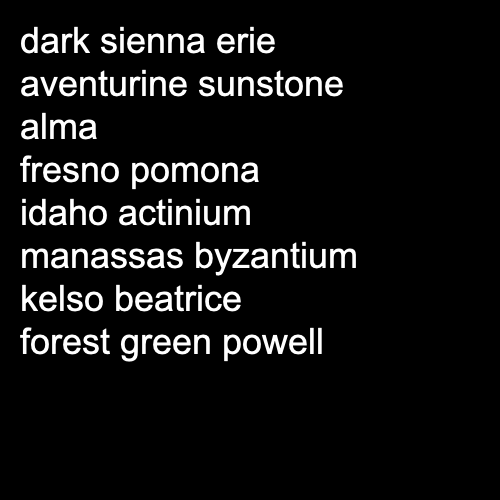 dark sienna erie
aventurine sunstone
alma
fresno pomona
idaho actinium
manassas byzantium
kelso beatrice
forest green powell